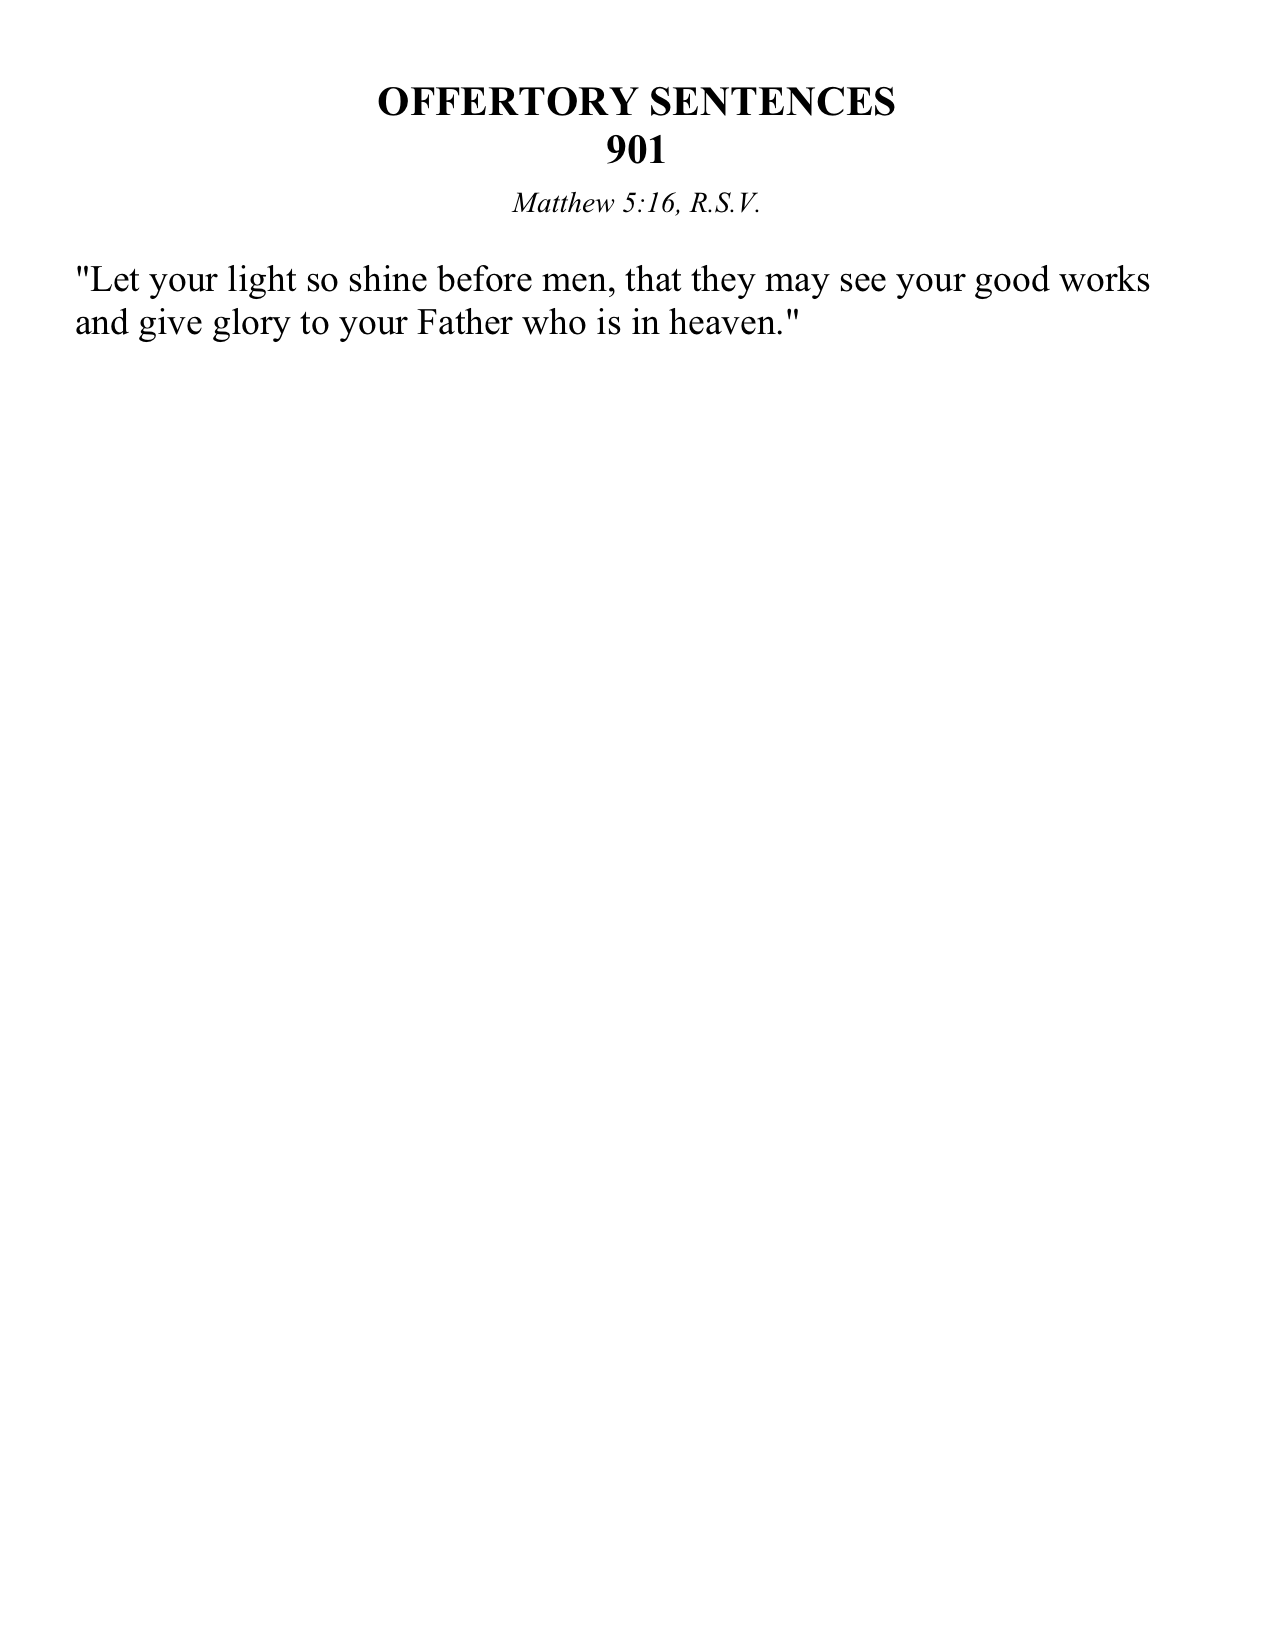 OFFERTORY SENTENCES
901
Matthew 5:16, R.S.V.
"Let your light so shine before men, that they may see your good works
and give glory to your Father who is in heaven."